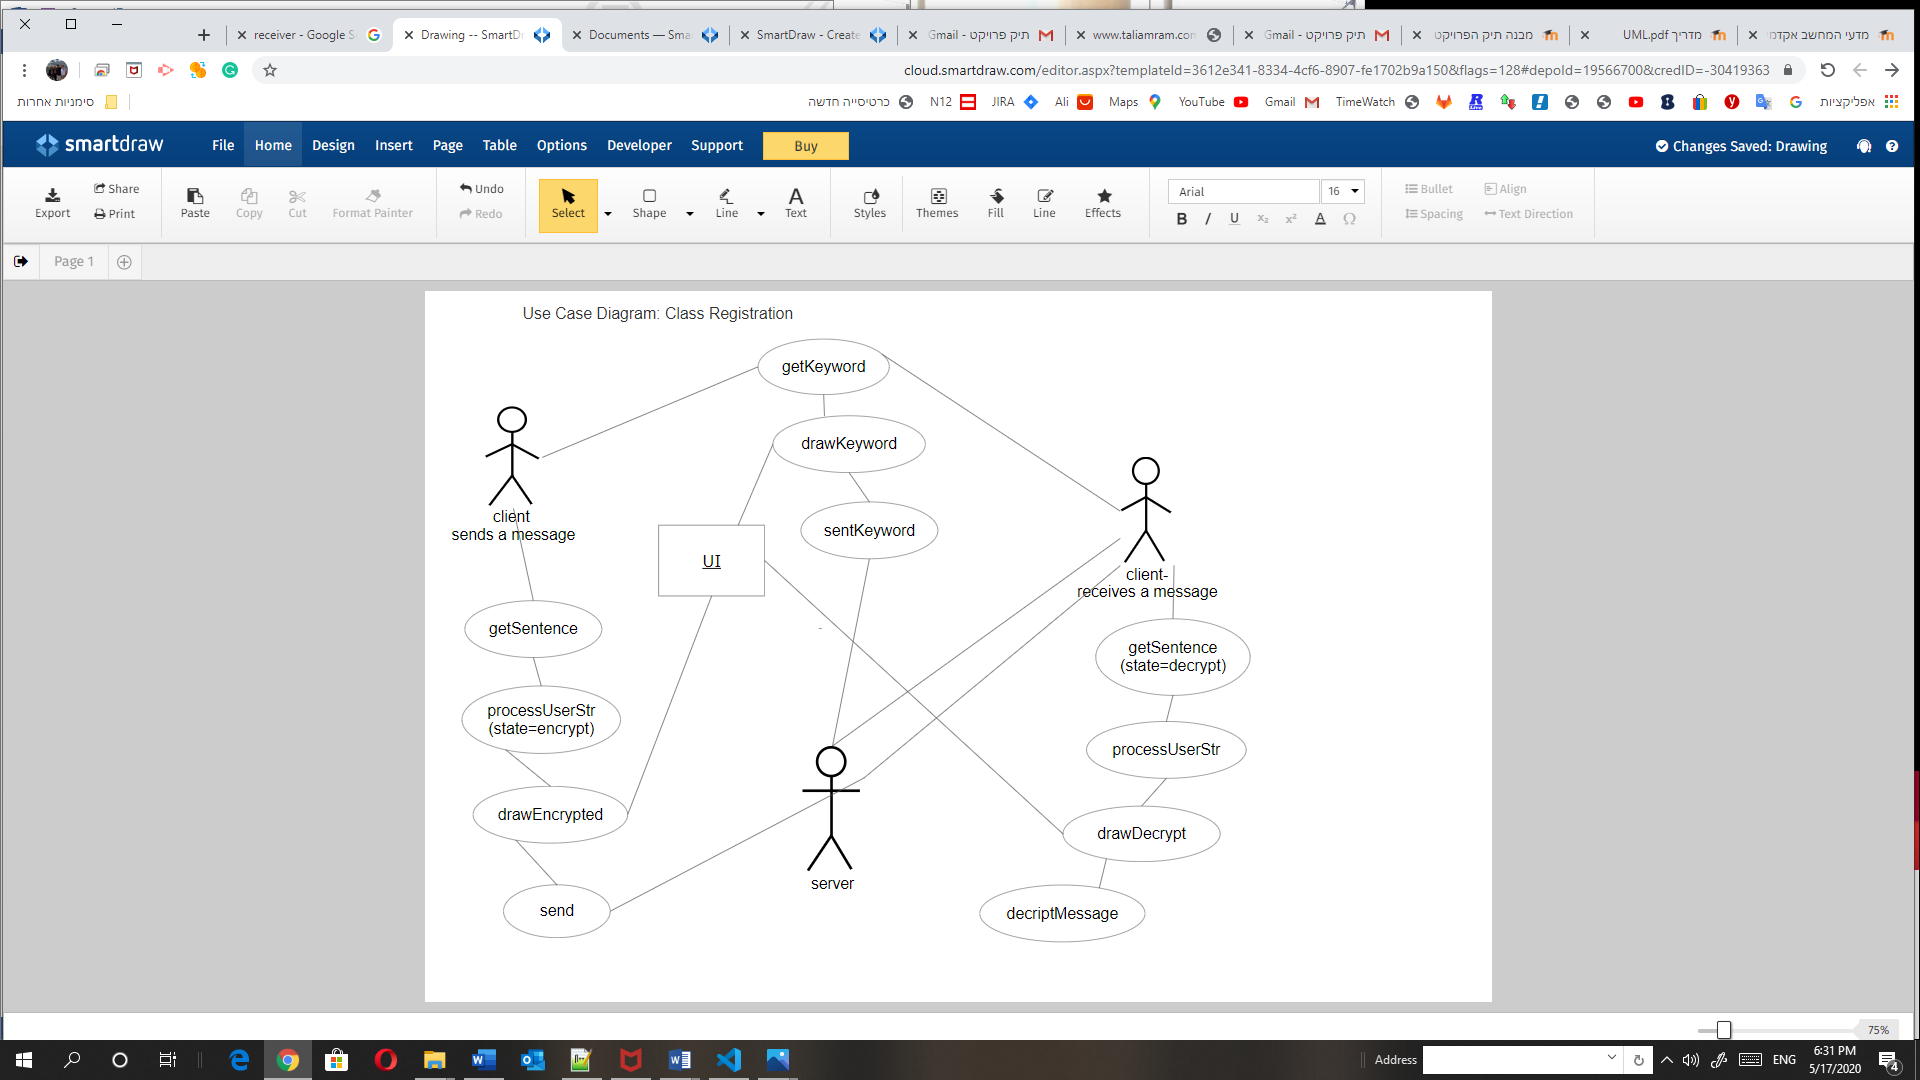 receiver - Google S
Drawing -- SmartDr
Documents — Sma
SmartDraw - Create
Gmail - תיק פרויקט
www.taliamram.com
Gmail - תיק פרויקט
מבנה תיק הפרויקט
מדריך UML.pdf
מדעי המחשב אקדמי
cloud.smartdraw.com/editor.aspx?templateId=3612e341-8334-4cf6-8907-fe1702b9a150&flags=128#depoId=19566700&credID=-30419363
סימניות אחרות
כרטיסייה חדשה
N12
JIRA
Ali
Maps
YouTube
Gmail
TimeWatch
אפליקציות
smartdraw
File Home Design Insert Page Table Options Developer Support Buy
Changes Saved: Drawing
Export
Share
Print
Paste
Copy
Cut
Format Painter
Undo
Redo
Select
Shape
Line
Text
Styles
Themes
Fill
Line
Effects
Arial
16
B I U x₂ x² A Ω
Bullet
Align
Spacing
Text Direction
Page 1
Use Case Diagram: Class Registration
getKeyword
drawKeyword
sentKeyword
client
sends a message
UI
client-
receives a message
getSentence
getSentence
(state=decrypt)
processUserStr
(state=encrypt)
processUserStr
drawEncrypted
drawDecrypt
server
send
decriptMessage
75%
Address
ENG
6:31 PM
5/17/2020
4